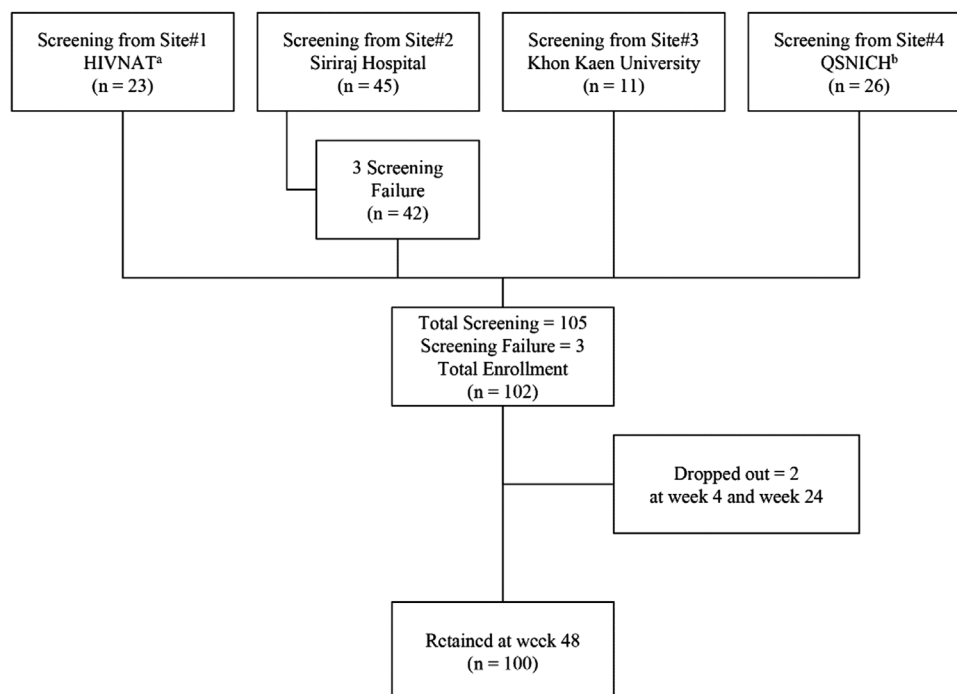 Screening from Site#1
HIVNATᵃ
(n = 23)
Screening from Site#2
Siriraj Hospital
(n = 45)
Screening from Site#3
Khon Kaen University
(n = 11)
Screening from Site#4
QSNICHᵇ
(n = 26)
3 Screening
Failure
(n = 42)
Total Screening = 105
Screening Failure = 3
Total Enrollment
(n = 102)
Dropped out = 2
at week 4 and week 24
Retained at week 48
(n = 100)